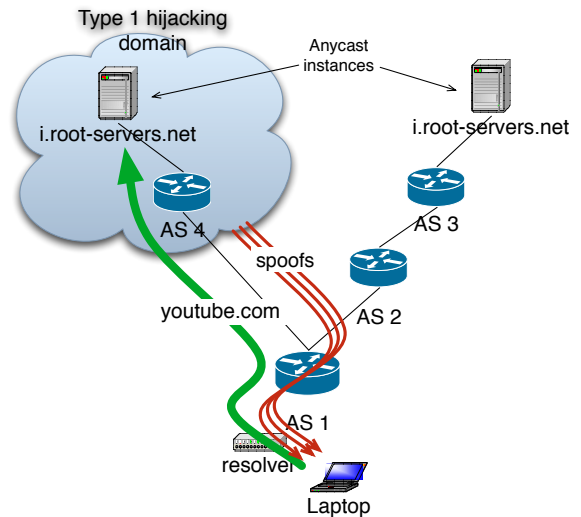 Type 1 hijacking
domain
Anycast
instances
i.root-servers.net
i.root-servers.net
AS 4
AS 3
spoofs
youtube.com
AS 2
AS 1
resolver
Laptop